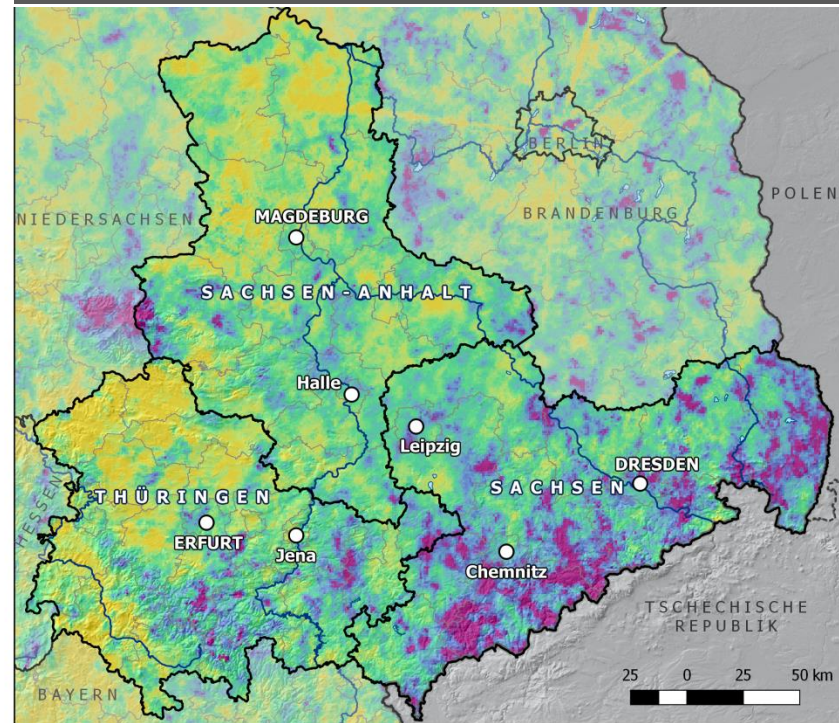 BERLIN
POLEN
NIEDERSACHSEN
BRANDENBURG
MAGDEBURG
SACHSEN-ANHALT
Halle
Leipzig
HESSEN
THÜRINGEN
SACHSEN
DRESDEN
ERFURT
Jena
Chemnitz
TSCHECHISCHE
REPUBLIK
BAYERN
25 0 25 50 km